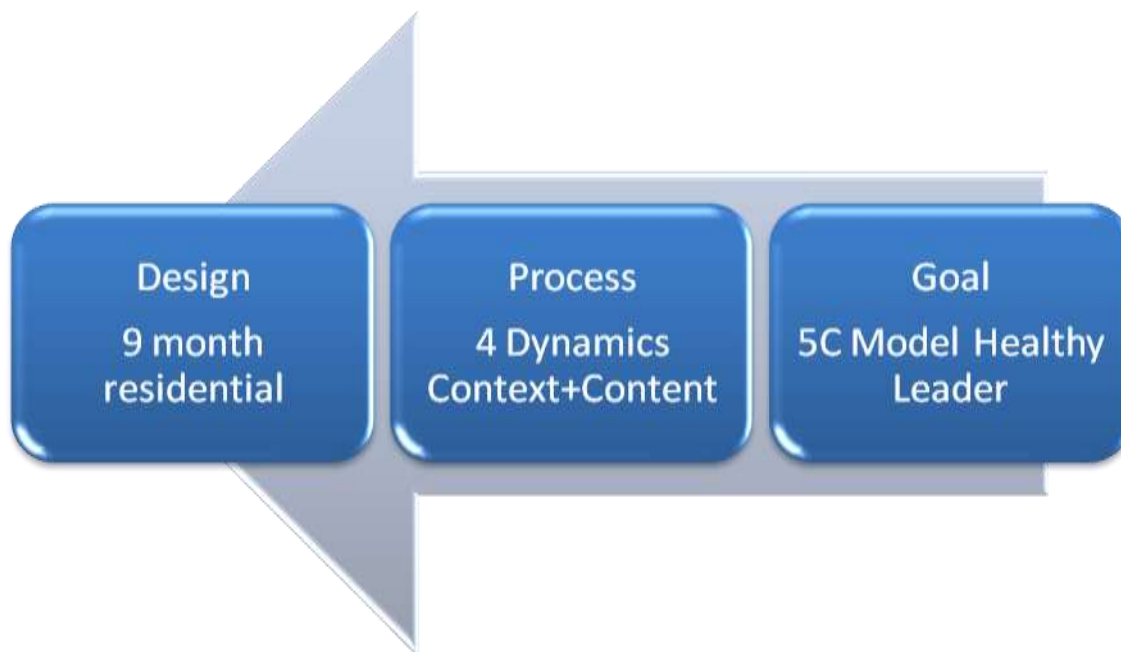 Design
9 month
residential
Process
4 Dynamics
Context+Content
Goal
5C Model Healthy
Leader